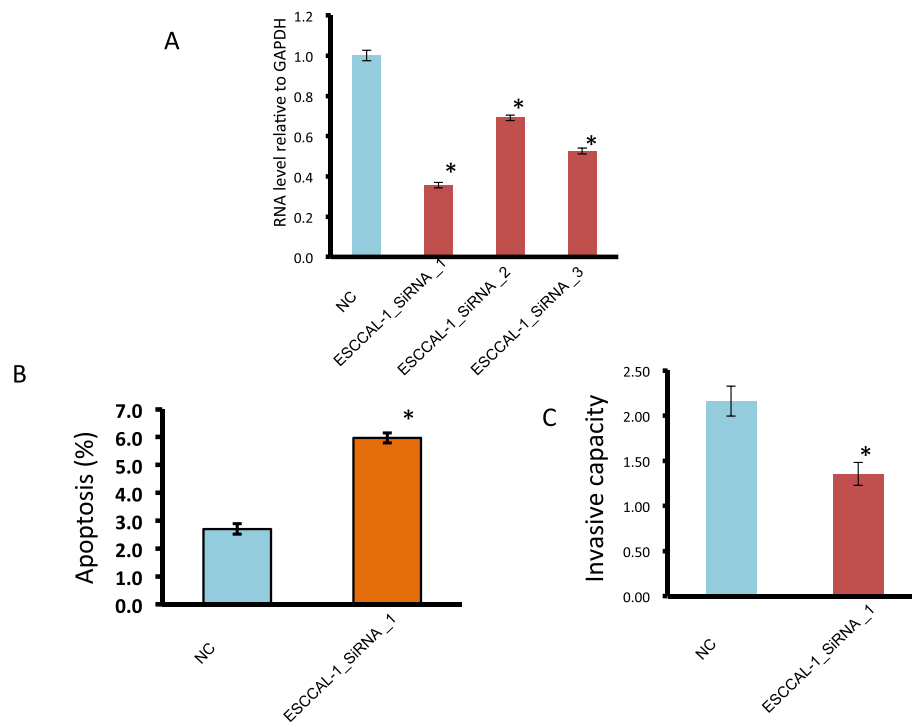 A
RNA level relative to GAPDH
1.2
1.0
0.8
0.6
0.4
0.2
0.0
*
*
*
NC
ESCCAL-1_SiRNA_1
ESCCAL-1_SiRNA_2
ESCCAL-1_SiRNA_3
B
Apoptosis (%)
7.0
6.0
5.0
4.0
3.0
2.0
1.0
0.0
*
NC
ESCCAL-1_SiRNA_1
C
Invasive capacity
2.50
2.00
1.50
1.00
0.50
0.00
*
NC
ESCCAL-1_SiRNA_1